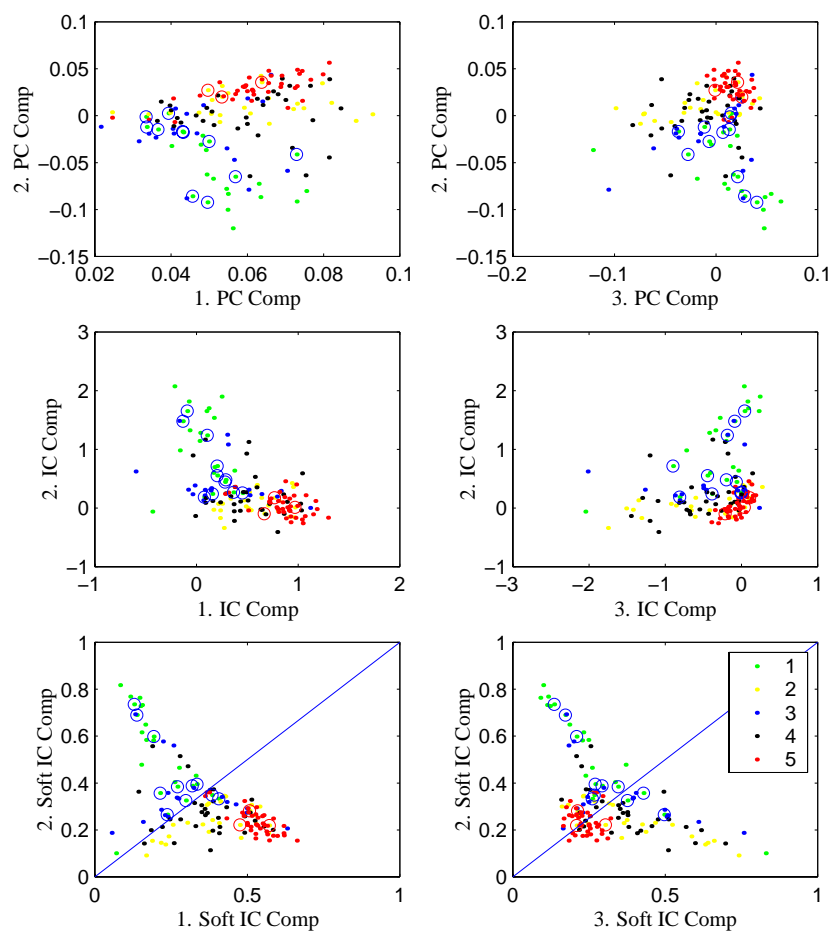 0.1
0.05
0
−0.05
−0.1
−0.15
0.02 0.04 0.06 0.08 0.1
2. PC Comp
1. PC Comp
0.1
0.05
0
−0.05
−0.1
−0.15
−0.2 −0.1 0 0.1
2. PC Comp
3. PC Comp
3
2
1
0
−1
−1 0 1 2
2. IC Comp
1. IC Comp
3
2
1
0
−1
−3 −2 −1 0 1
2. IC Comp
3. IC Comp
1
0.8
0.6
0.4
0.2
0
0 0.5 1
2. Soft IC Comp
1. Soft IC Comp
1
0.8
0.6
0.4
0.2
0
0 0.5 1
2. Soft IC Comp
3. Soft IC Comp
1
2
3
4
5